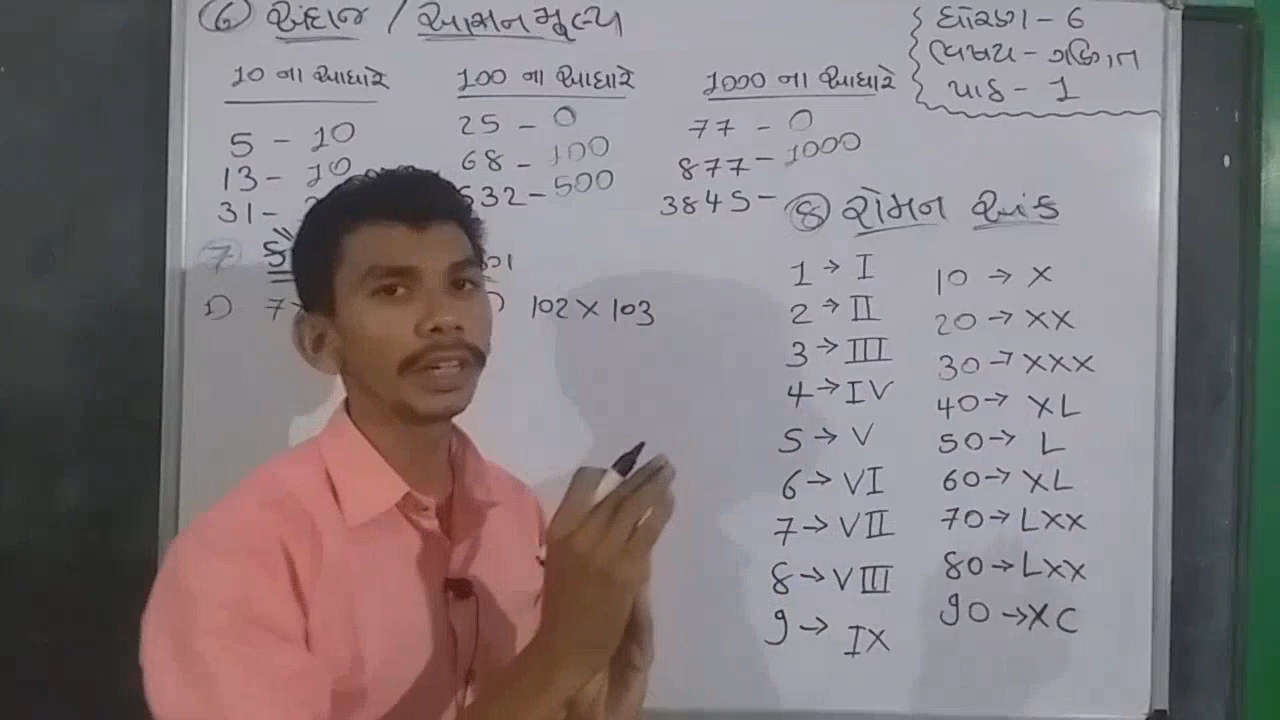 6 અંદાજ / આસન મૂલ્ય
ધોરણ - 6
વિષય - ગણિત
પાઠ - 1
10 ના આધારે
5 - 10
13 - 10
31 -
100 ના આધારે
25 - 0
68 - 100
532 - 500
1000 ના આધારે
77 - 0
877 - 1000
3845 -
7
1) 7
102 × 103
8 રોમન અંક
1 → I
2 → II
3 → III
4 → IV
5 → V
6 → VI
7 → VII
8 → VIII
9 → IX
10 → X
20 → XX
30 → XXX
40 → XL
50 → L
60 → XL
70 → LXX
80 → LXX
90 → XC